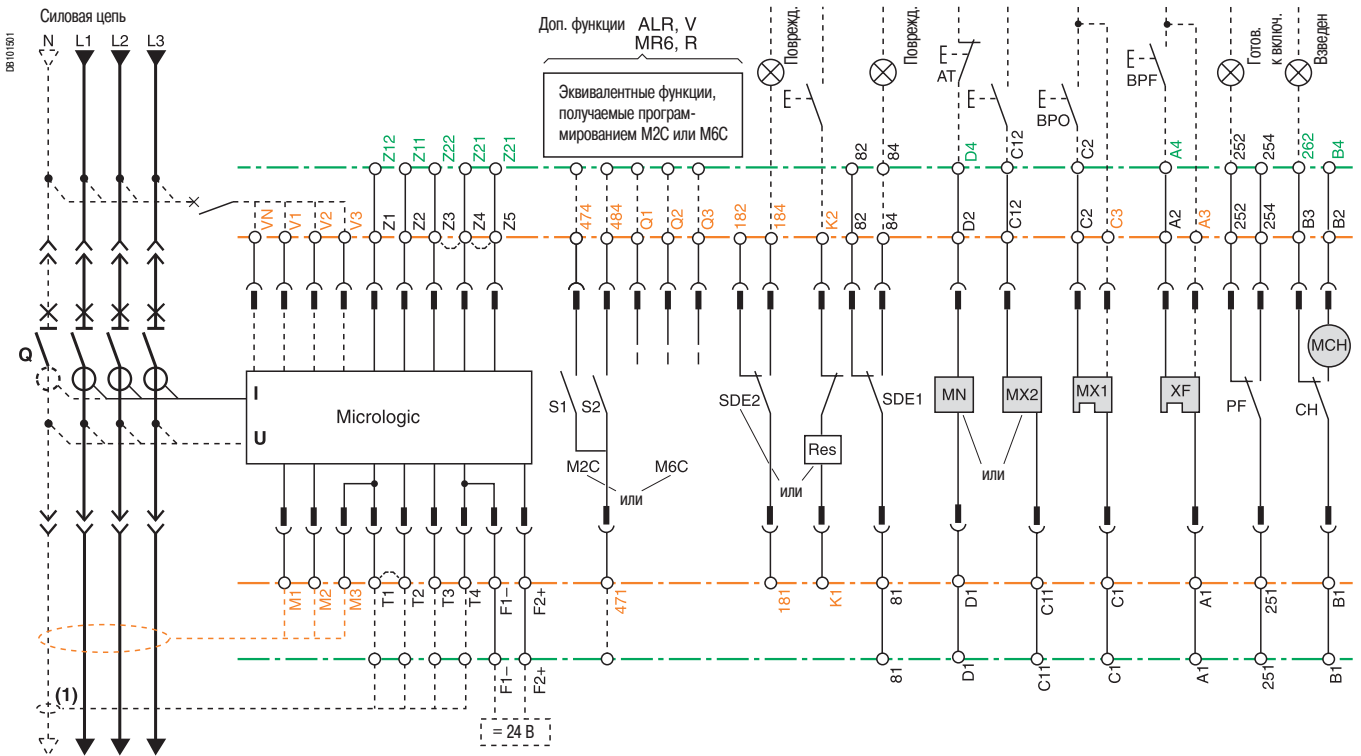 Силовая цепь
DB101501
N L1 L2 L3
Доп. функции ALR, V
MR6, R
Эквивалентные функции,
получаемые програм-
мированием M2C или M6C
Поврежд.
Поврежд.
AT
BPO
BPF
Готов.
к включ.
Взведен
Z12 Z11 Z22 Z21 Z21
82 84 D4 C12 C2 A4 252 254 262 B4
VN V1 V2 V3 Z1 Z2 Z3 Z4 Z5
474 484 Q1 Q2 Q3 182 184 K2 82 84
D2 C12 C2 C3 A2 A3 252 254 B3 B2
Q
I
U
Micrologic
S1 S2
M2C или M6C
SDE2
Res
или
SDE1
MN MX2
или
MX1
XF
PF
CH
MCH
M1 M2 M3 T1 T2 T3 T4 F1– F2+
471 181 K1 81 D1 C11 C1 A1 251 B1
F1– F2+
81 D1 C11 C1 A1 251 B1
(1)
= 24 В